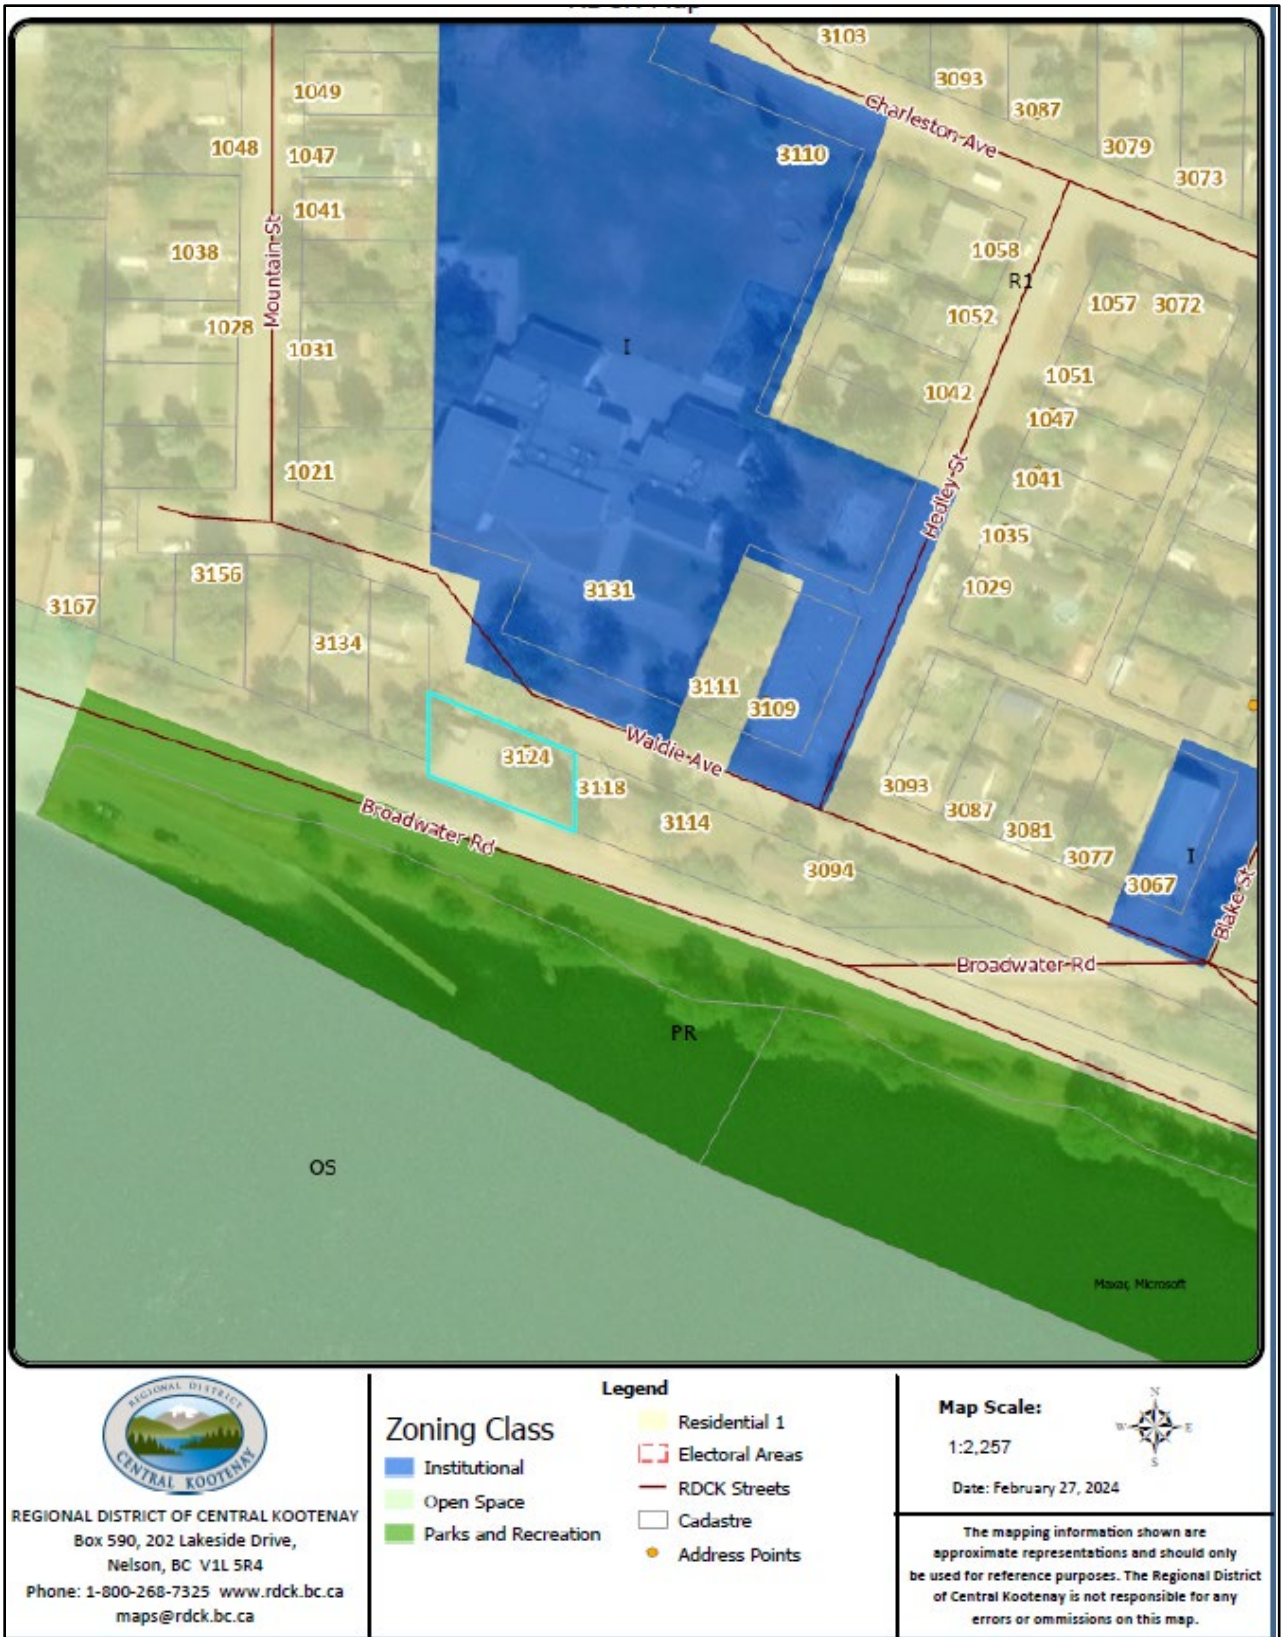 RDCK Map
3103
3093
3087
3079
3073
Charleston Ave
3110
1049
1048
1047
1041
1038
Mountain St
1028
1031
1021
1058
R1
1052
1057
3072
1042
1051
1047
1041
Hedley St
1035
1029
I
3131
3156
3167
3134
3111
3109
Waldie Ave
3124
3118
3114
3094
3093
3087
3081
3077
3067
I
Blake St
Broadwater Rd
Broadwater Rd
PR
OS
Maxar, Microsoft
REGIONAL DISTRICT
CENTRAL KOOTENAY
REGIONAL DISTRICT OF CENTRAL KOOTENAY
Box 590, 202 Lakeside Drive,
Nelson, BC V1L 5R4
Phone: 1-800-268-7325 www.rdck.bc.ca
maps@rdck.bc.ca
Legend
Zoning Class
Institutional
Open Space
Parks and Recreation
Residential 1
Electoral Areas
RDCK Streets
Cadastre
Address Points
Map Scale:
1:2,257
N
W
E
S
Date: February 27, 2024
The mapping information shown are
approximate representations and should only
be used for reference purposes. The Regional District
of Central Kootenay is not responsible for any
errors or ommissions on this map.